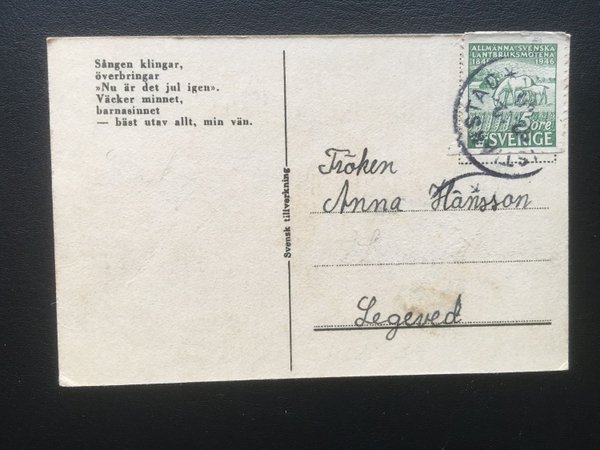 Sången klingar,
överbringar
»Nu är det jul igen».
Väcker minnet,
barnasinnet
— bäst utav allt, min vän.
Svensk tillverkning
ALLMÄNNA SVENSKA
LANTBRUKSMÖTENA
1846 1946
5 ÖRE
SVERIGE
Fröken
Anna Hansson
Legeved